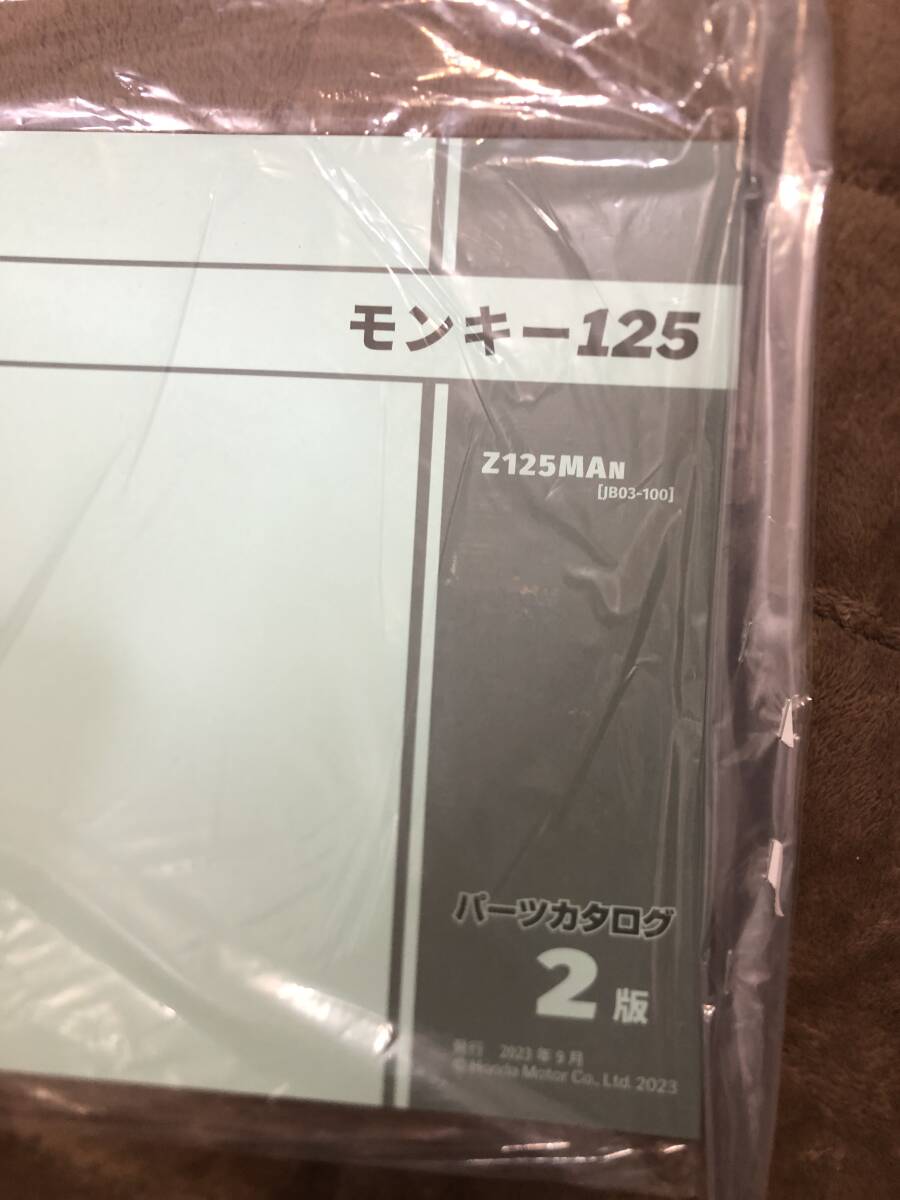 モンキー125
Z125MAN
[JB03-100]
パーツカタログ
2版
発行 2023年9月
© Honda Motor Co., Ltd. 2023